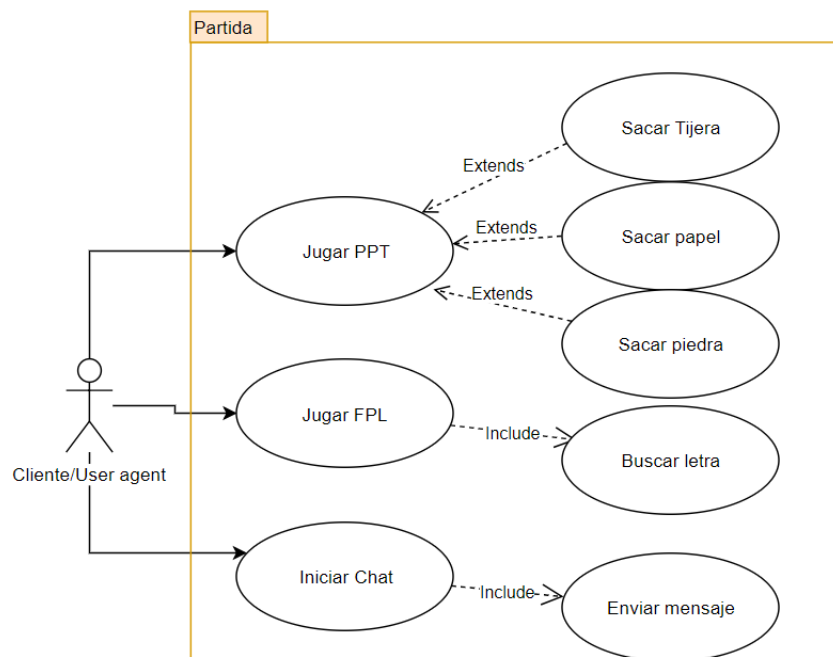 Partida
Sacar Tijera
Extends
Sacar papel
Extends
Jugar PPT
Extends
Sacar piedra
Jugar FPL
Include
Buscar letra
Cliente/User agent
Iniciar Chat
Include
Enviar mensaje